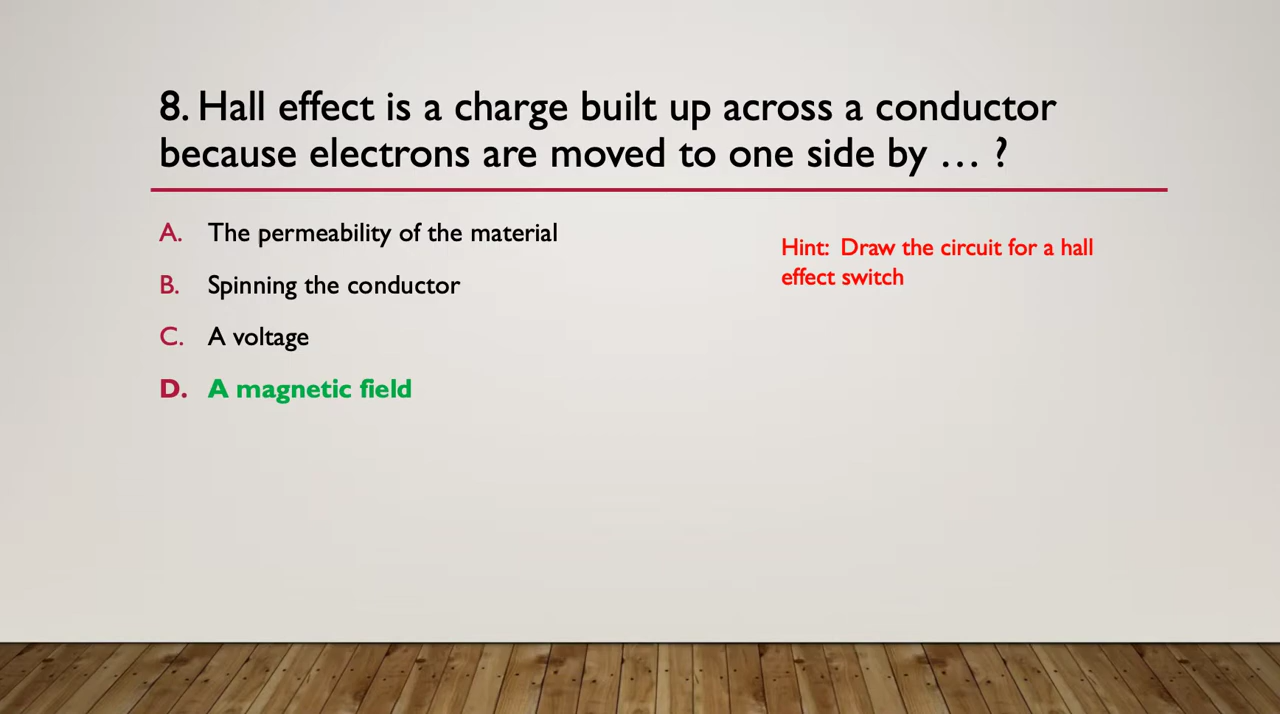 8. Hall effect is a charge built up across a conductor
because electrons are moved to one side by … ?
A. The permeability of the material
B. Spinning the conductor
C. A voltage
D. A magnetic field
Hint: Draw the circuit for a hall
effect switch